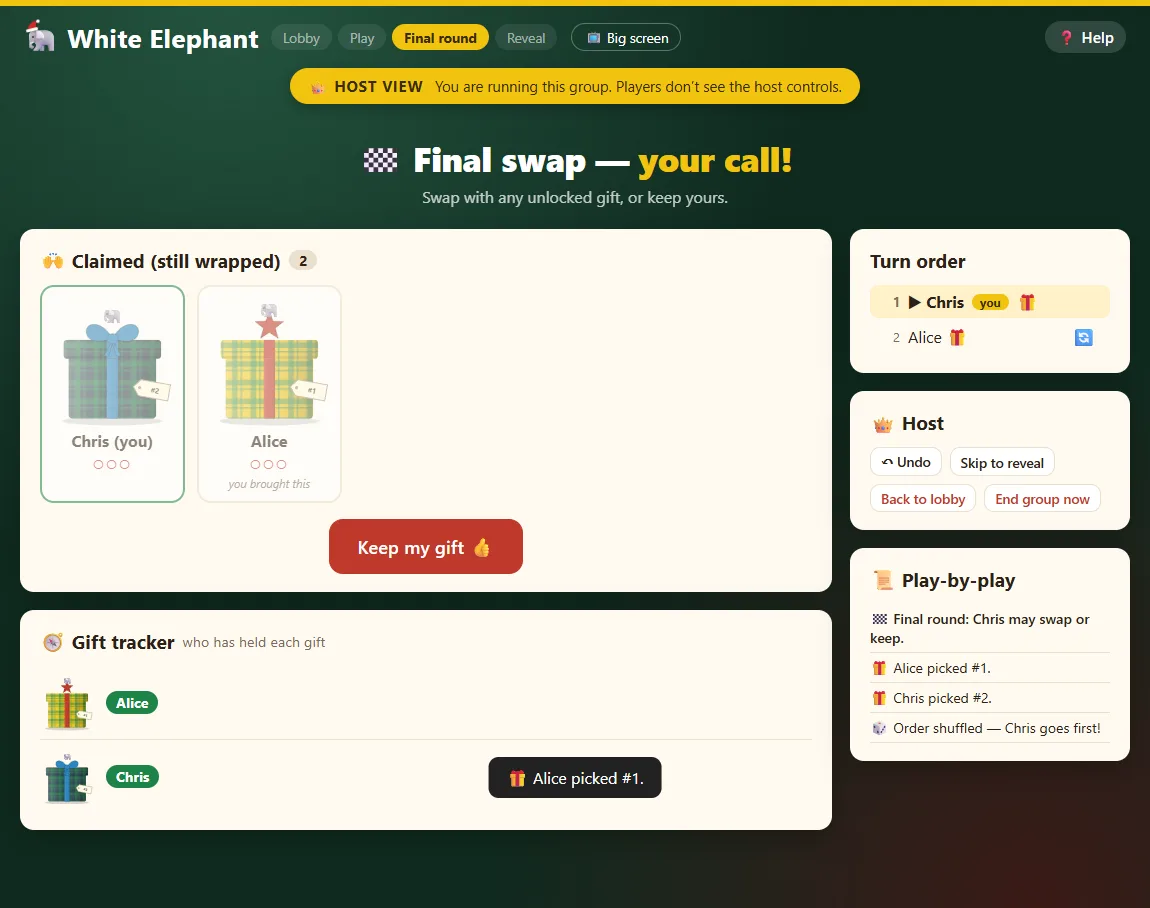 White Elephant
Lobby
Play
Final round
Reveal
Big screen
Help
HOST VIEW You are running this group. Players don't see the host controls.
Final swap — your call!
Swap with any unlocked gift, or keep yours.
Claimed (still wrapped) 2
#2
Chris (you)
#1
Alice
you brought this
Keep my gift
Gift tracker who has held each gift
Alice
Chris
Alice picked #1.
Turn order
1 Chris you
2 Alice
Host
Undo
Skip to reveal
Back to lobby
End group now
Play-by-play
Final round: Chris may swap or
keep.
Alice picked #1.
Chris picked #2.
Order shuffled — Chris goes first!